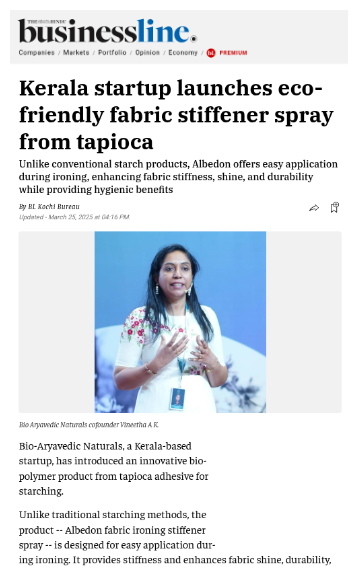 THE HINDU
businessline.
Companies / Markets / Portfolio / Opinion / Economy / bl. PREMIUM
Kerala startup launches eco-
friendly fabric stiffener spray
from tapioca
Unlike conventional starch products, Albedon offers easy application
during ironing, enhancing fabric stiffness, shine, and durability
while providing hygienic benefits
By BL Kochi Bureau
Updated - March 25, 2025 at 04:16 PM.
Bio Aryavedic Naturals cofounder Vineetha A K
Bio-Aryavedic Naturals, a Kerala-based
startup, has introduced an innovative bio-
polymer product from tapioca adhesive for
starching.
Unlike traditional starching methods, the
product -- Albedon fabric ironing stiffener
spray -- is designed for easy application dur-
ing ironing. It provides stiffness and enhances fabric shine, durability,